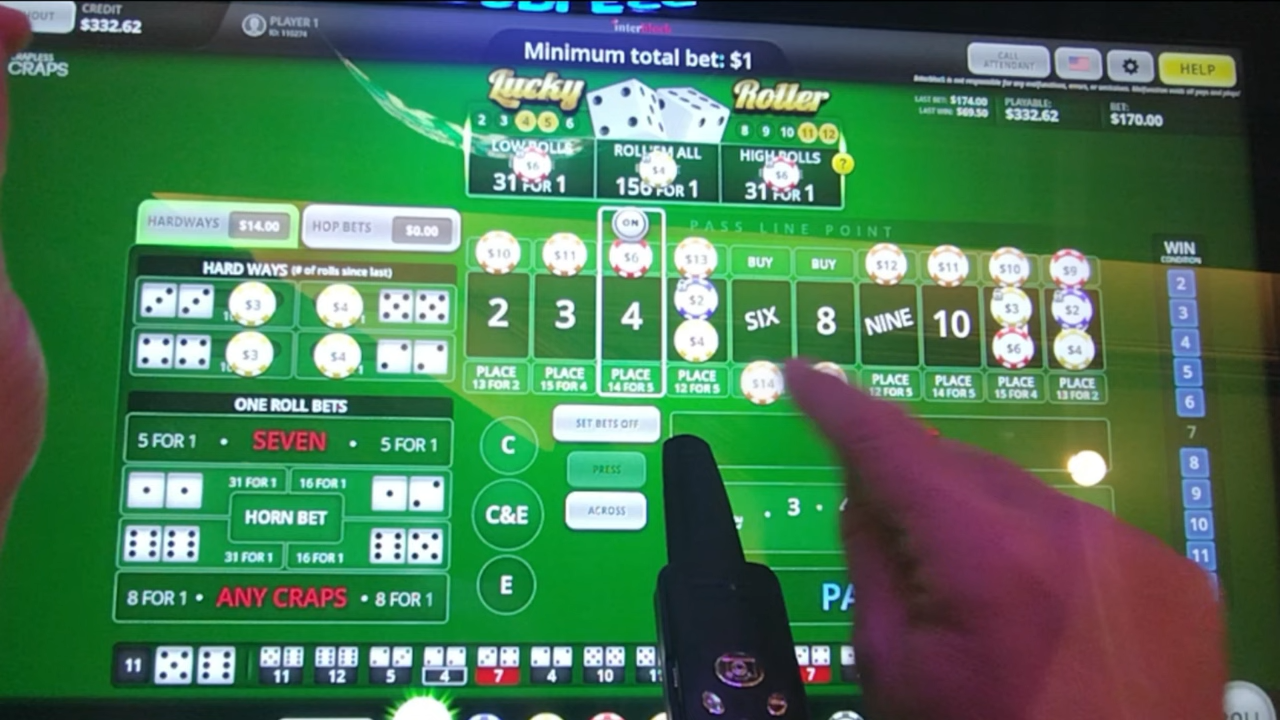 CREDIT
$332.62
PLAYER 1
ID: 110274
interblock
Minimum total bet: $1
CALL
ATTENDANT
HELP
CRAPS
Lucky Roller
LAST BET: $174.00
LAST WIN: $69.50
PLAYABLE:
$332.62
BET:
$170.00
2 3 4 5 6
8 9 10 11 12
LOW ROLLS
$6
31 FOR 1
ROLL'EM ALL
$4
156 FOR 1
HIGH ROLLS
$6
31 FOR 1
?
HARDWAYS $14.00
HOP BETS $0.00
ON
PASS LINE POINT
HARD WAYS (# of rolls since last)
$3 $4
$3 $4
$10 $11 $6 $13 BUY BUY $12 $11 $10 $9
$2 $3 $2
2 3 4 SIX 8 NINE 10
$4 $6 $4
PLACE
13 FOR 2
PLACE
15 FOR 4
PLACE
14 FOR 5
PLACE
12 FOR 5
$14
PLACE
12 FOR 5
PLACE
14 FOR 5
PLACE
15 FOR 4
PLACE
13 FOR 2
WIN
CONDITION
2
3
4
5
6
7
8
9
10
11
ONE ROLL BETS
5 FOR 1 • SEVEN • 5 FOR 1
31 FOR 1 16 FOR 1
HORN BET
31 FOR 1 16 FOR 1
8 FOR 1 • ANY CRAPS • 8 FOR 1
C
C&E
E
SET BETS OFF
PRESS
ACROSS
. 3 ·
PA
11 11 12 5 4 7 4 10 7